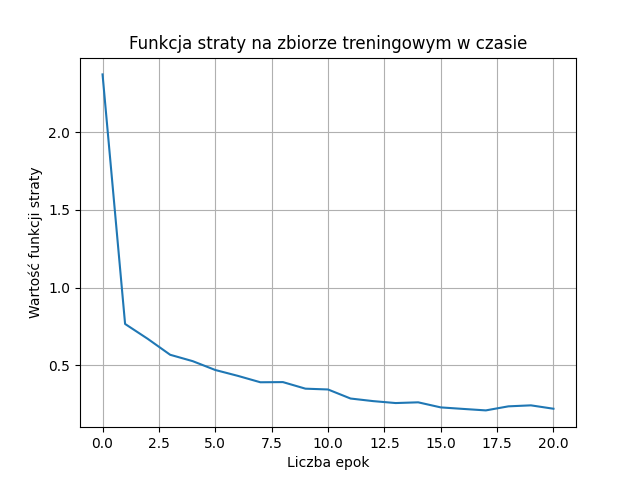 Funkcja straty na zbiorze treningowym w czasie
Wartość funkcji straty
2.0
1.5
1.0
0.5
0.0 2.5 5.0 7.5 10.0 12.5 15.0 17.5 20.0
Liczba epok